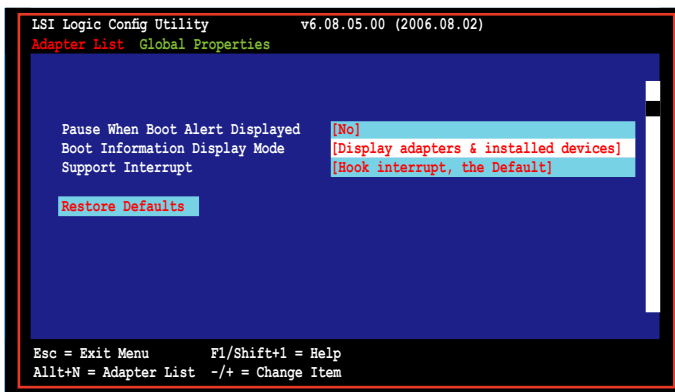 LSI Logic Config Utility v6.08.05.00 (2006.08.02)
Adapter List Global Properties
Pause When Boot Alert Displayed [No]
Boot Information Display Mode [Display adapters & installed devices]
Support Interrupt [Hook interrupt, the Default]
Restore Defaults
Esc = Exit Menu F1/Shift+1 = Help
Allt+N = Adapter List -/+ = Change Item